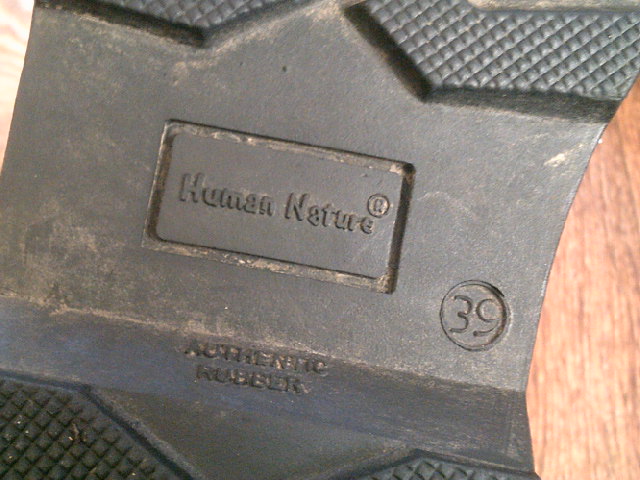 Human Nature®
39
AUTHENTIC
RUBBER